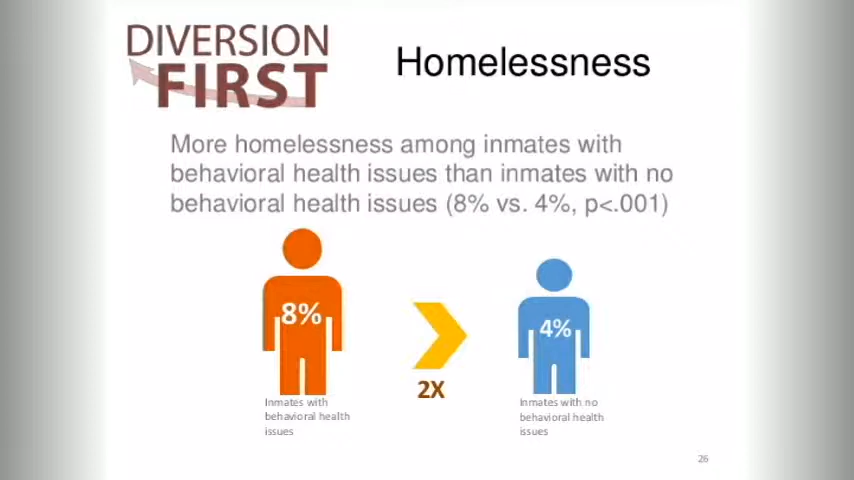 DIVERSION
FIRST
Homelessness
More homelessness among inmates with
behavioral health issues than inmates with no
behavioral health issues (8% vs. 4%, p<.001)
8%
4%
2X
Inmates with
behavioral health
issues
Inmates with no
behavioral health
issues
26